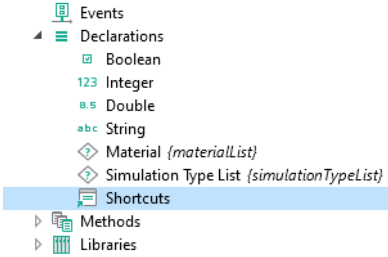 Events
Declarations
Boolean
123 Integer
8.5 Double
abc String
Material {materialList}
Simulation Type List {simulationTypeList}
Shortcuts
Methods
Libraries